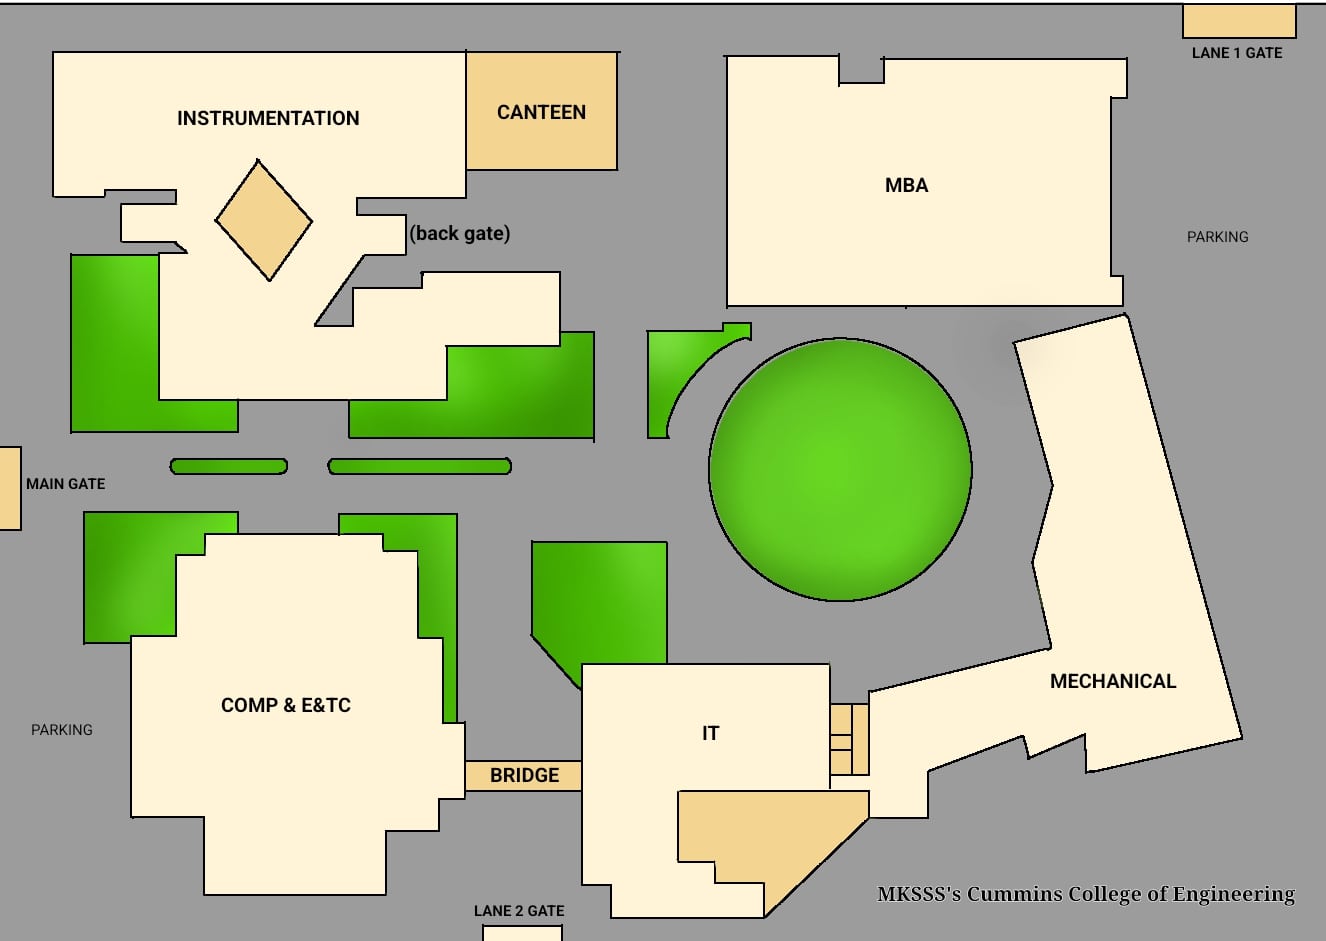 LANE 1 GATE
INSTRUMENTATION
CANTEEN
MBA
(back gate)
PARKING
MAIN GATE
MECHANICAL
COMP & E&TC
IT
PARKING
BRIDGE
MKSSS's Cummins College of Engineering
LANE 2 GATE